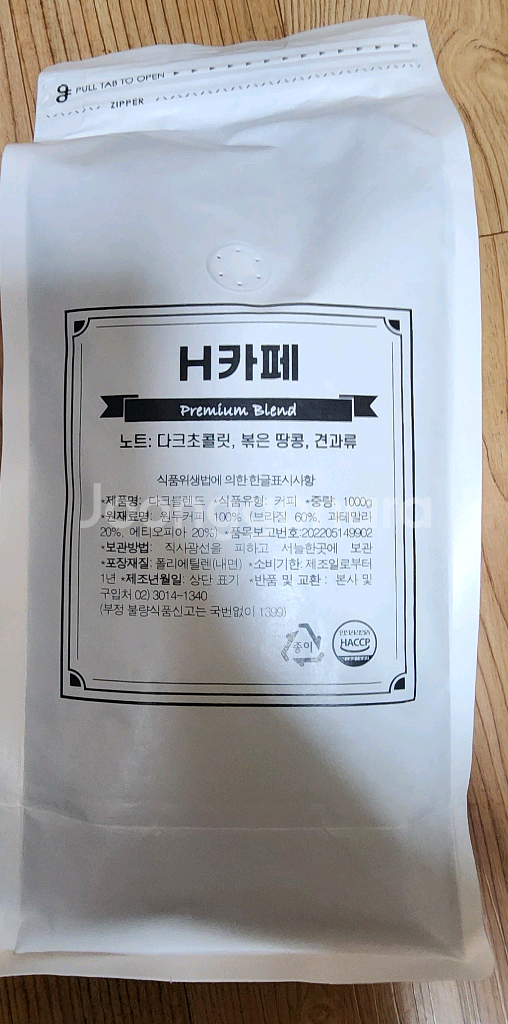 PULL TAB TO OPEN
ZIPPER
H카페
Premium Blend
노트: 다크초콜릿, 볶은 땅콩, 견과류
식품위생법에 의한 한글표시사항
*제품명: 다크블렌드 *식품유형: 커피 *중량: 1000g
*원재료명: 원두커피 100% (브라질 60%, 과테말라
20%, 에티오피아 20%) *품목보고번호:202205149902
*보관방법: 직사광선을 피하고 서늘한곳에 보관
*포장재질: 폴리에틸렌(내면) *소비기한: 제조일로부터
1년 *제조년월일: 상단 표기 *반품 및 교환 : 본사 및
구입처 02) 3014-1340
(부정 불량식품신고는 국번없이 1399)
종이
HACCP